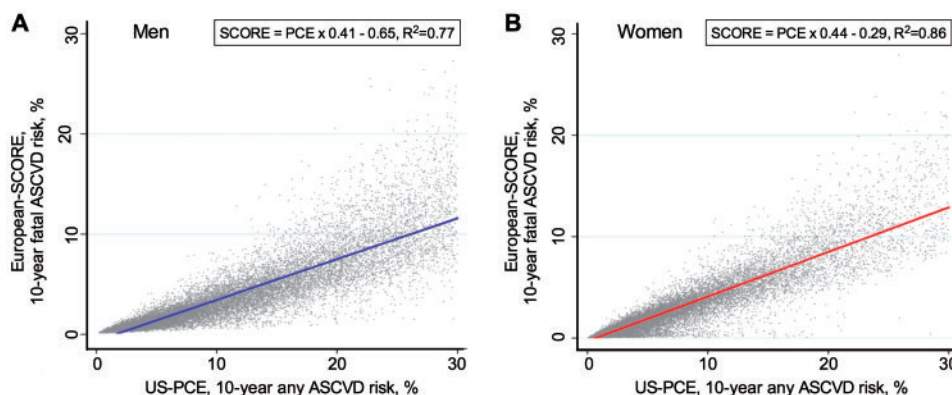 A
Men
SCORE = PCE x 0.41 - 0.65, R²=0.77
30
20
10
0
European-SCORE,
10-year fatal ASCVD risk, %
0
10
20
30
US-PCE, 10-year any ASCVD risk, %
B
Women
SCORE = PCE x 0.44 - 0.29, R²=0.86
30
20
10
0
European-SCORE,
10-year fatal ASCVD risk, %
0
10
20
30
US-PCE, 10-year any ASCVD risk, %